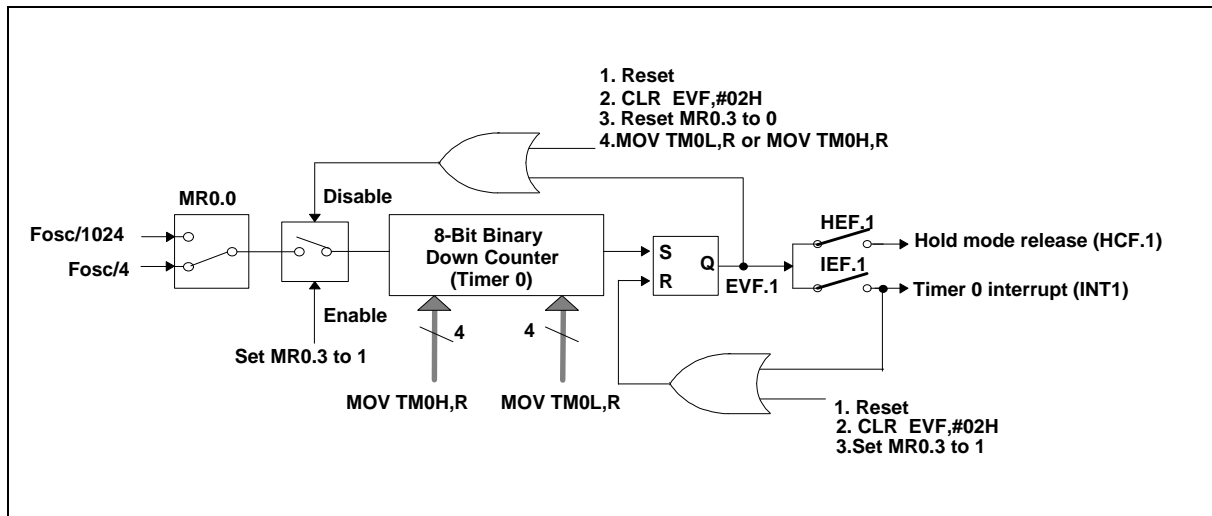 1. Reset
2. CLR EVF,#02H
3. Reset MR0.3 to 0
4.MOV TM0L,R or MOV TM0H,R
MR0.0
Disable
Fosc/1024
Fosc/4
8-Bit Binary
Down Counter
(Timer 0)
S
Q
R
EVF.1
HEF.1
Hold mode release (HCF.1)
IEF.1
Timer 0 interrupt (INT1)
Enable
Set MR0.3 to 1
4
4
MOV TM0H,R
MOV TM0L,R
1. Reset
2. CLR EVF,#02H
3.Set MR0.3 to 1